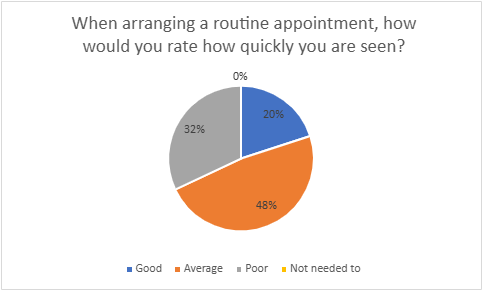 When arranging a routine appointment, how
would you rate how quickly you are seen?
0%
20%
32%
48%
Good Average Poor Not needed to